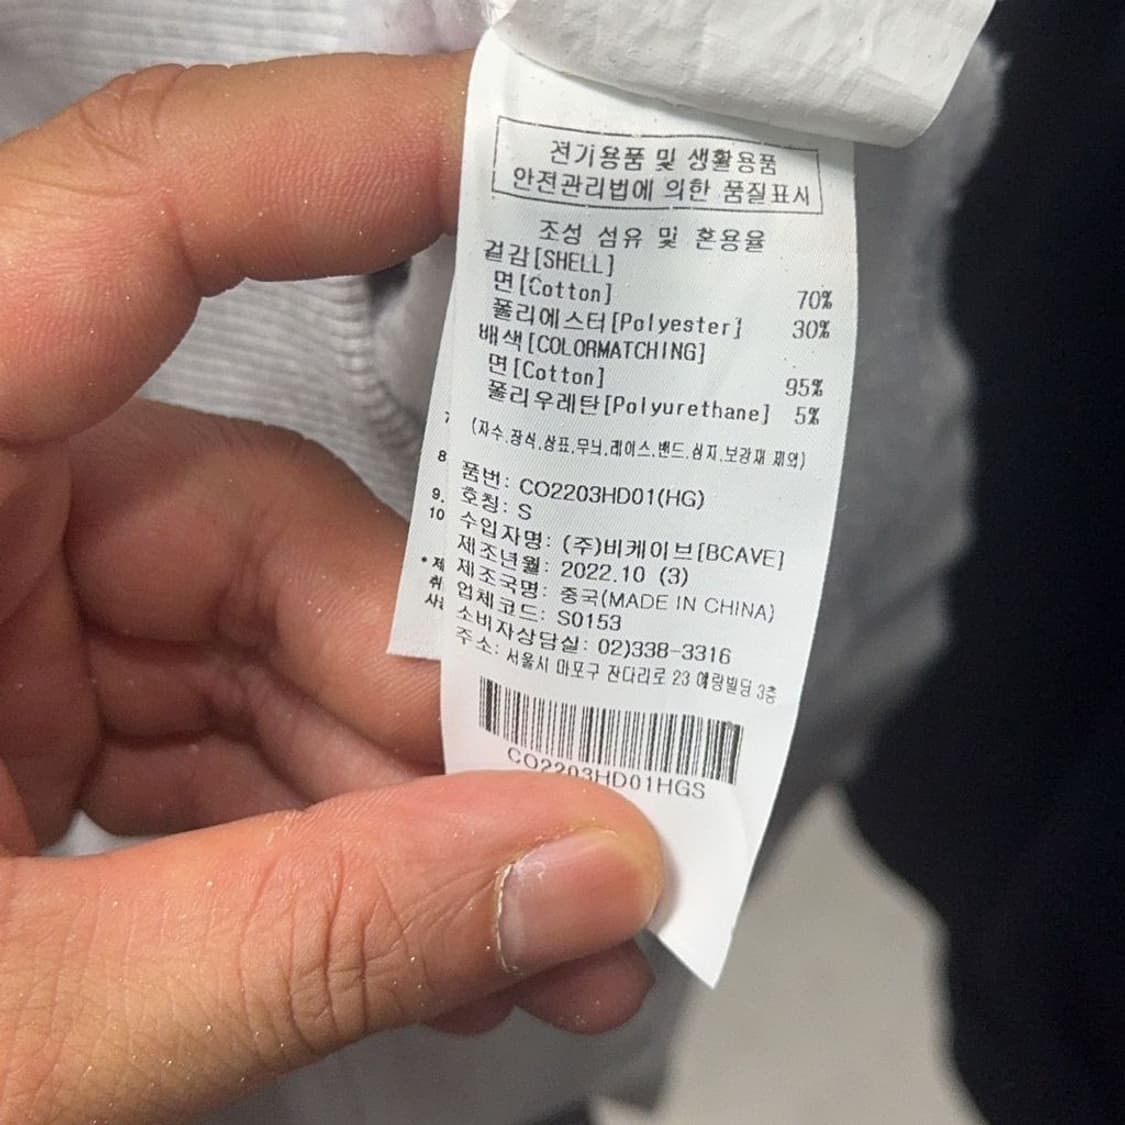 전기용품 및 생활용품
안전관리법에 의한 품질표시
조성 섬유 및 혼용율
겉감[SHELL]
면[Cotton] 70%
폴리에스터[Polyester] 30%
배색[COLORMATCHING]
면[Cotton] 95%
폴리우레탄[Polyurethane] 5%
(자수.장식.상표.무늬.레이스.밴드.심지.보강재 제외)
품번: CO2203HD01(HG)
호칭: S
수입자명: (주)비케이브[BCAVE]
제조년월: 2022.10 (3)
제조국명: 중국(MADE IN CHINA)
업체코드: S0153
소비자상담실: 02)338-3316
주소: 서울시 마포구 잔다리로 23 예랑빌딩 3층
CO2203HD01HGS
8
9.
10
* 제
취